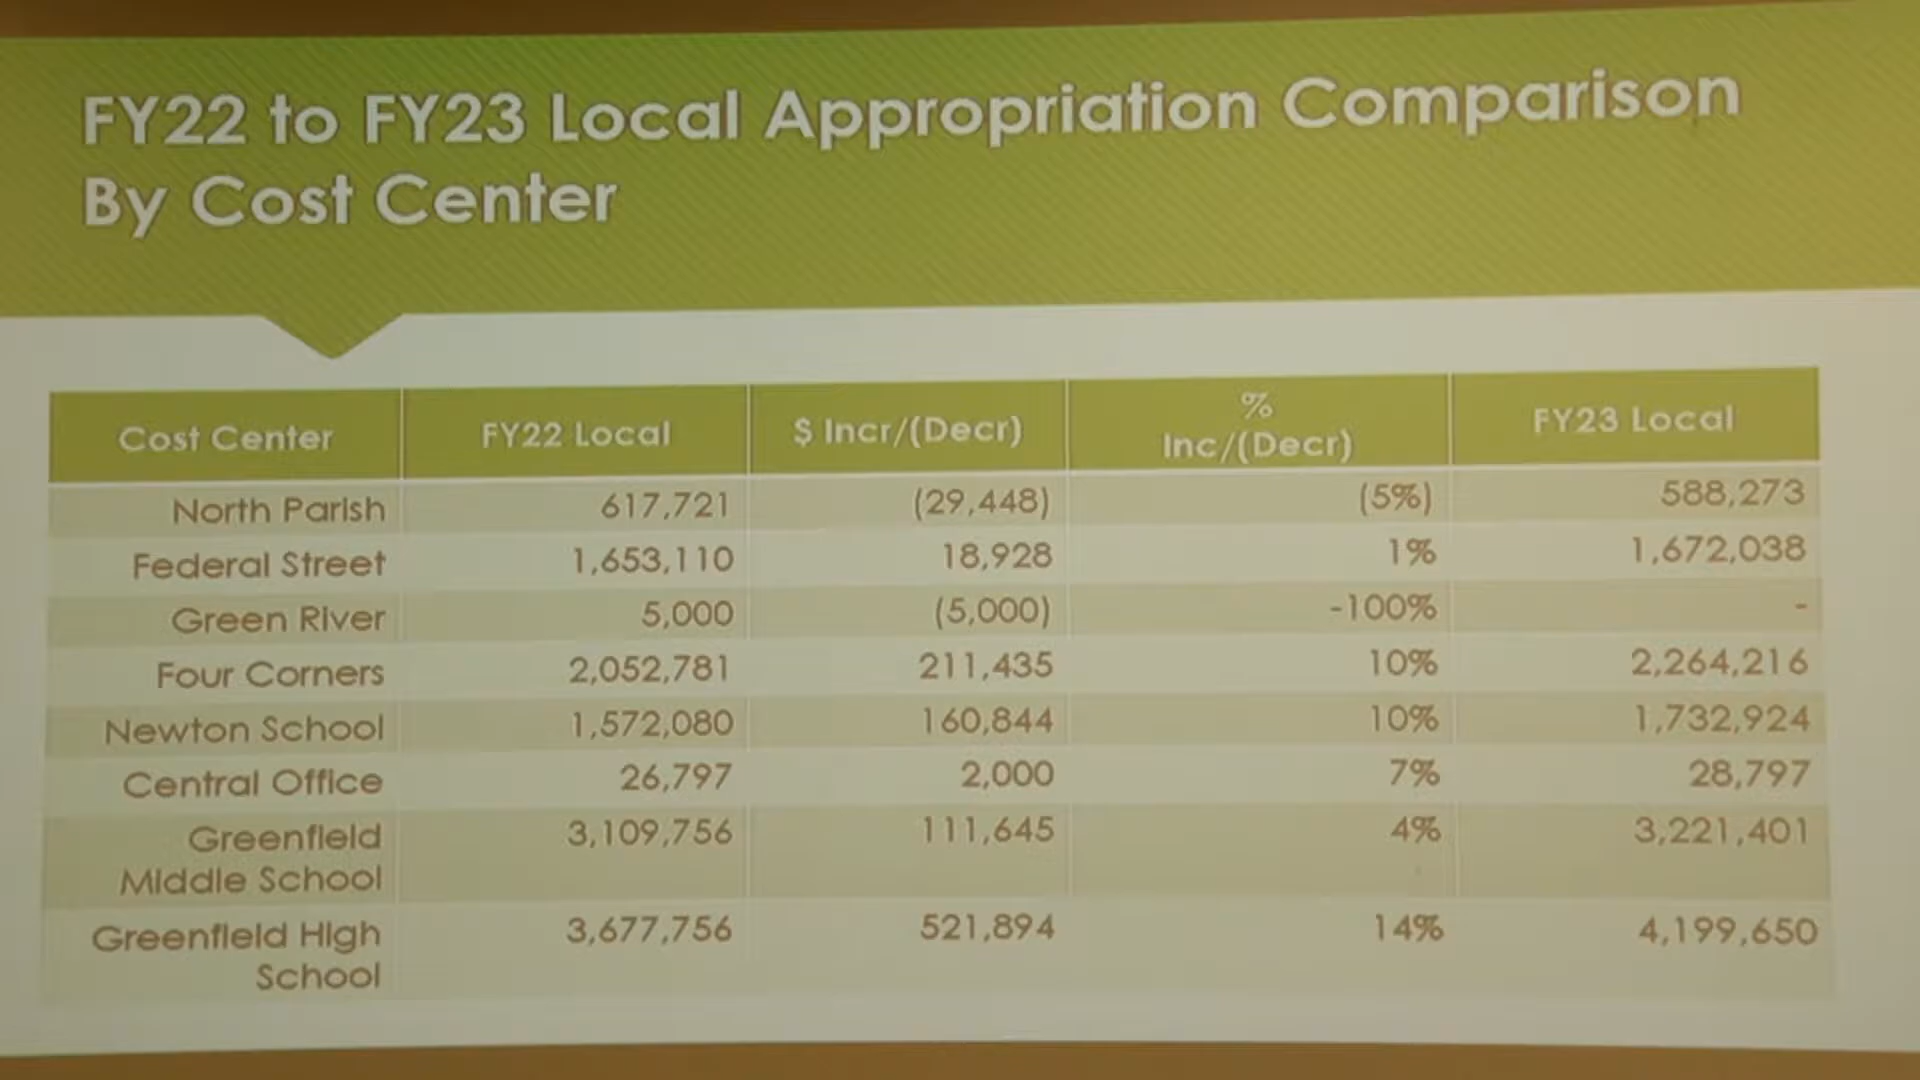 FY22 to FY23 Local Appropriation Comparison
By Cost Center
Cost Center FY22 Local $ Incr/(Decr) % Inc/(Decr) FY23 Local
North Parish 617,721 (29,448) (5%) 588,273
Federal Street 1,653,110 18,928 1% 1,672,038
Green River 5,000 (5,000) -100% -
Four Corners 2,052,781 211,435 10% 2,264,216
Newton School 1,572,080 160,844 10% 1,732,924
Central Office 26,797 2,000 7% 28,797
Greenfield Middle School 3,109,756 111,645 4% 3,221,401
Greenfield High School 3,677,756 521,894 14% 4,199,650